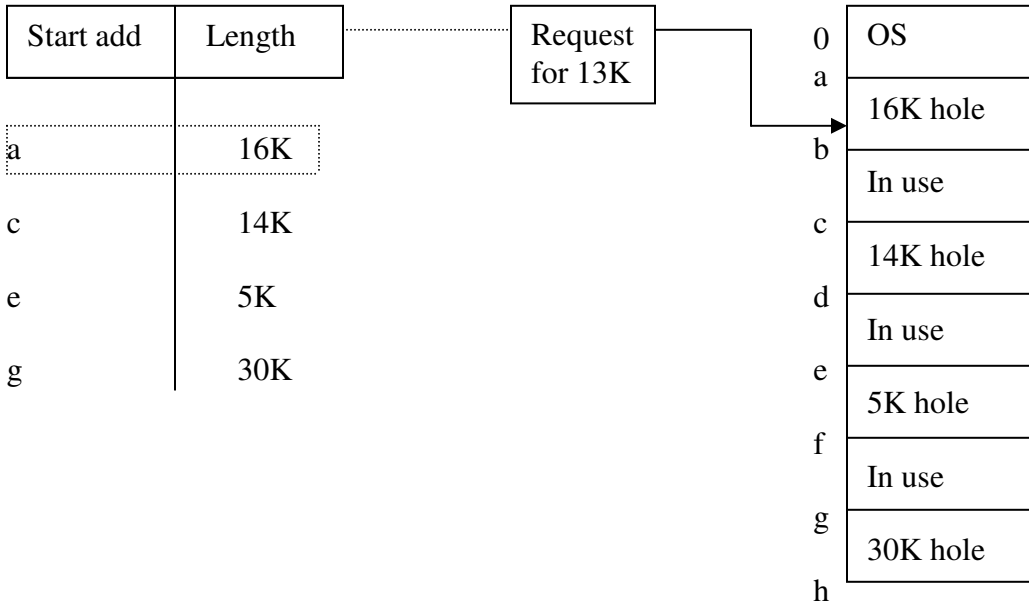 Start add Length
a 16K
c 14K
e 5K
g 30K
Request
for 13K
0 OS
a
16K hole
b
In use
c
14K hole
d
In use
e
5K hole
f
In use
g
30K hole
h